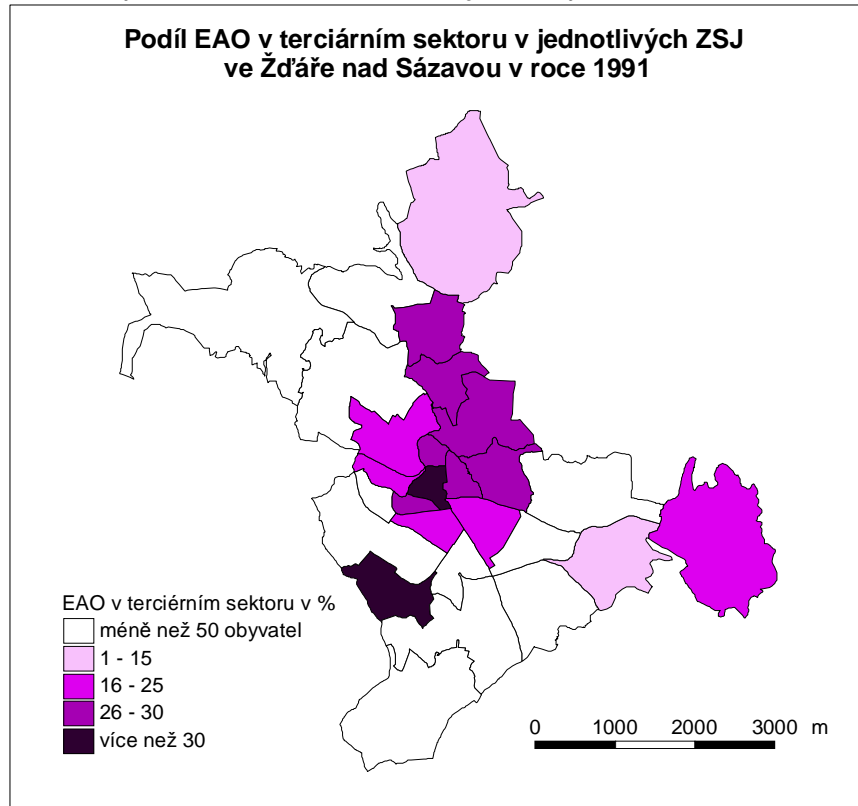 Podíl EAO v terciárním sektoru v jednotlivých ZSJ
ve Žďáře nad Sázavou v roce 1991
EAO v terciérním sektoru v %
méně než 50 obyvatel
1 - 15
16 - 25
26 - 30
více než 30
0 1000 2000 3000 m